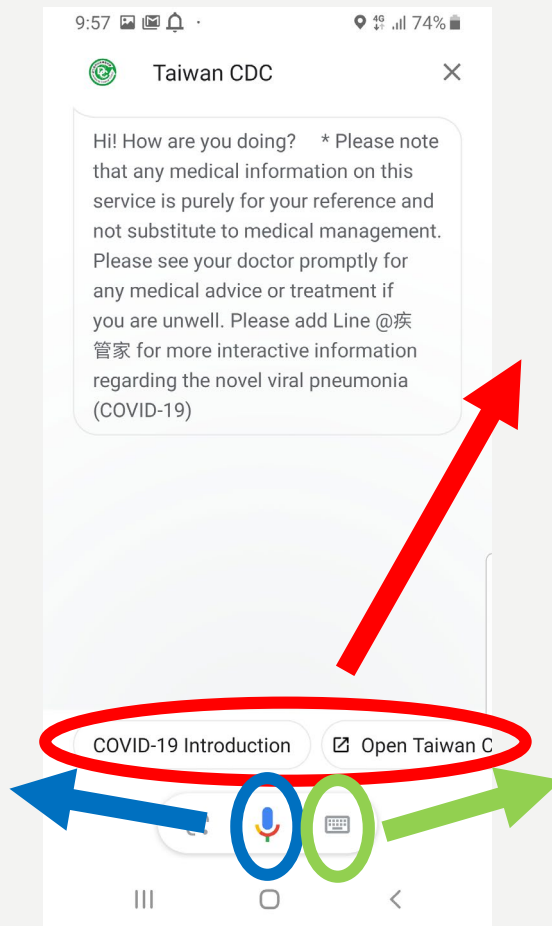 9:57 4G 74%
Taiwan CDC
Hi! How are you doing? * Please note
that any medical information on this
service is purely for your reference and
not substitute to medical management.
Please see your doctor promptly for
any medical advice or treatment if
you are unwell. Please add Line @疾
管家 for more interactive information
regarding the novel viral pneumonia
(COVID-19)
COVID-19 Introduction Open Taiwan C